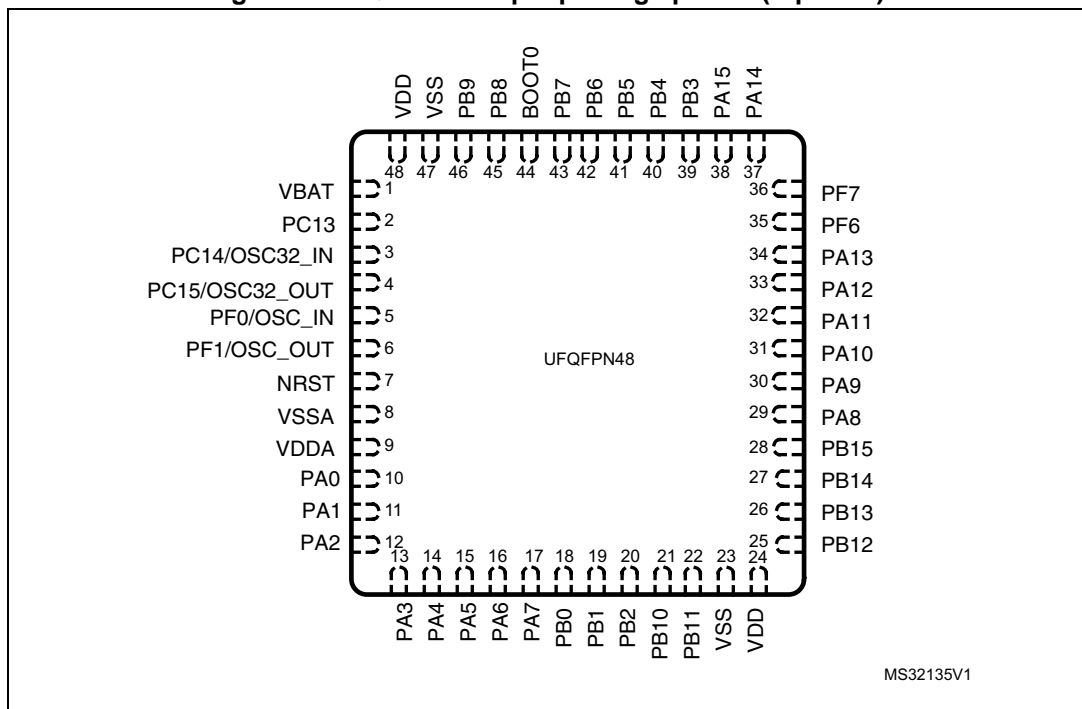 VDD
VSS
PB9
PB8
BOOT0
PB7
PB6
PB5
PB4
PB3
PA15
PA14
48 47 46 45 44 43 42 41 40 39 38 37
VBAT 1 36 PF7
PC13 2 35 PF6
PC14/OSC32_IN 3 34 PA13
PC15/OSC32_OUT 4 33 PA12
PF0/OSC_IN 5 32 PA11
PF1/OSC_OUT 6 UFQFPN48 31 PA10
NRST 7 30 PA9
VSSA 8 29 PA8
VDDA 9 28 PB15
PA0 10 27 PB14
PA1 11 26 PB13
PA2 12 25 PB12
13 14 15 16 17 18 19 20 21 22 23 24
PA3
PA4
PA5
PA6
PA7
PB0
PB1
PB2
PB10
PB11
VSS
VDD
MS32135V1